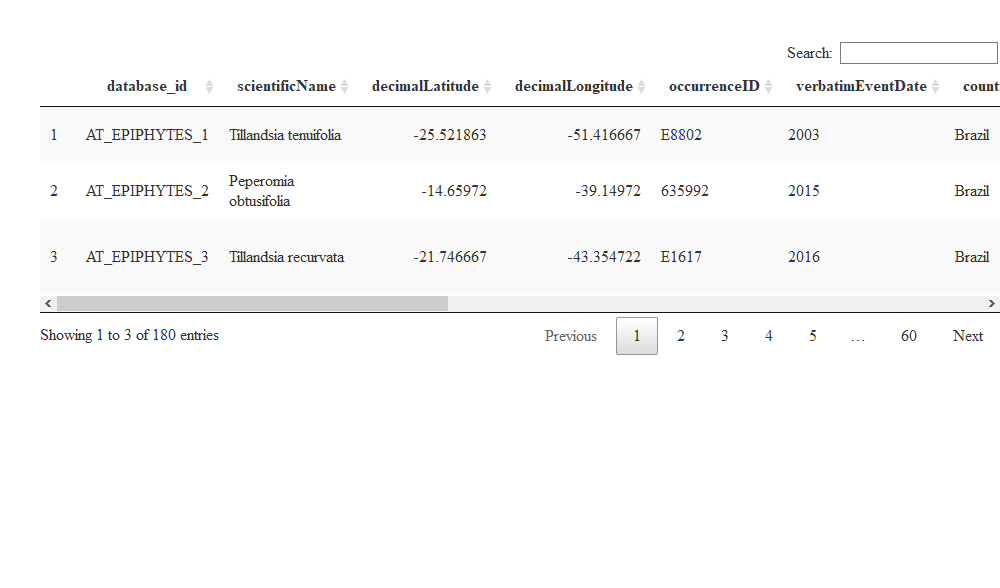 Search:
database_id scientificName decimalLatitude decimalLongitude occurrenceID verbatimEventDate count
1 AT_EPIPHYTES_1 Tillandsia tenuifolia -25.521863 -51.416667 E8802 2003 Brazil
2 AT_EPIPHYTES_2 Peperomia obtusifolia -14.65972 -39.14972 635992 2015 Brazil
3 AT_EPIPHYTES_3 Tillandsia recurvata -21.746667 -43.354722 E1617 2016 Brazil
Showing 1 to 3 of 180 entries Previous 1 2 3 4 5 … 60 Next